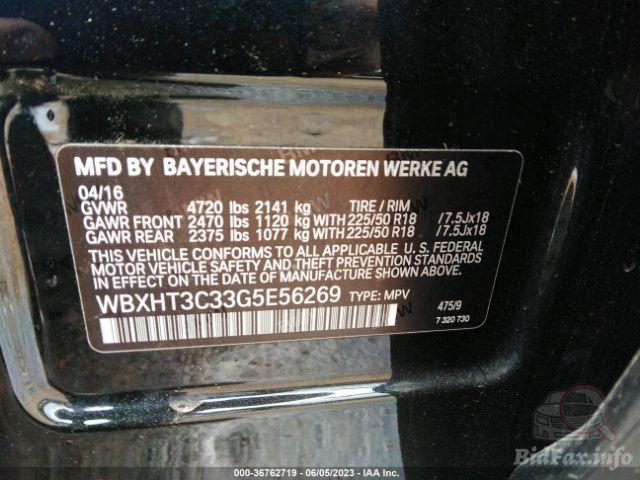 MFD BY BAYERISCHE MOTOREN WERKE AG
04/16
GVWR 4720 lbs 2141 kg TIRE / RIM
GAWR FRONT 2470 lbs 1120 kg WITH 225/50 R18 /7.5Jx18
GAWR REAR 2375 lbs 1077 kg WITH 225/50 R18 /7.5Jx18
THIS VEHICLE CONFORMS TO ALL APPLICABLE U. S. FEDERAL
MOTOR VEHICLE SAFETY AND THEFT PREVENTION STANDARDS
IN EFFECT ON THE DATE OF MANUFACTURE SHOWN ABOVE.
WBXHT3C33G5E56269 TYPE: MPV 475/9
7 320 730
BidFax.info
000-36762719 - 06/05/2023 - IAA Inc.